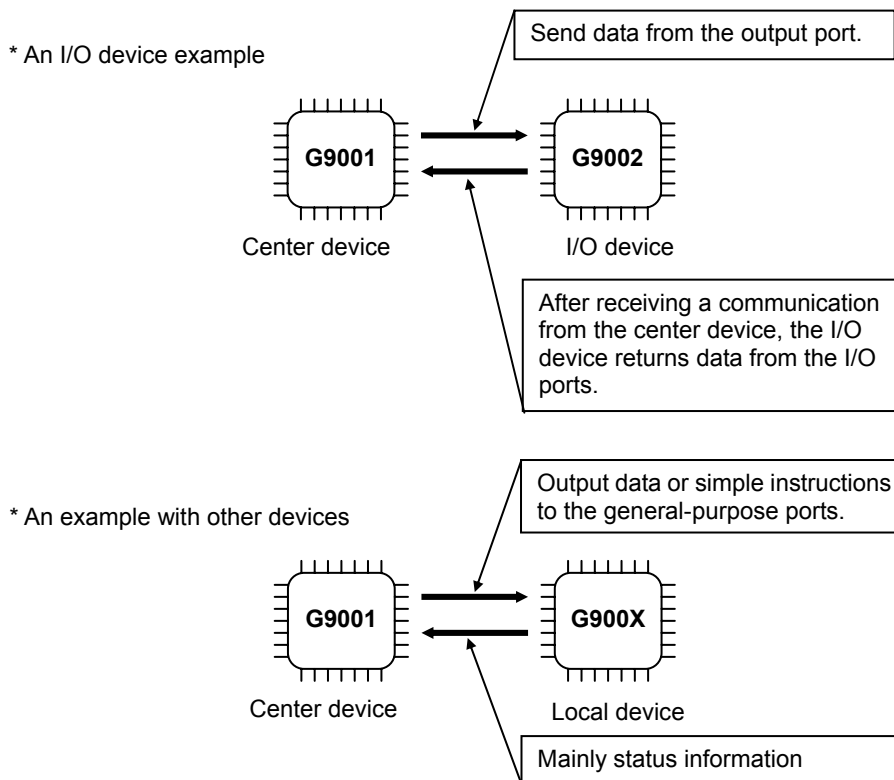 Send data from the output port.
* An I/O device example
G9001
G9002
Center device
I/O device
After receiving a communication
from the center device, the I/O
device returns data from the I/O
ports.
Output data or simple instructions
to the general-purpose ports.
* An example with other devices
G9001
G900X
Center device
Local device
Mainly status information